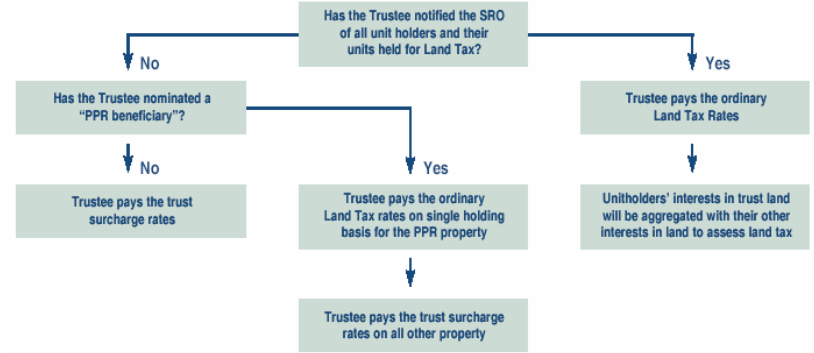 Has the Trustee notified the SRO
of all unit holders and their
units held for Land Tax?
No
Yes
Has the Trustee nominated a
“PPR beneficiary”?
Trustee pays the ordinary
Land Tax Rates
No
Yes
Trustee pays the trust
surcharge rates
Trustee pays the ordinary
Land Tax rates on single holding
basis for the PPR property
Unitholders’ interests in trust land
will be aggregated with their other
interests in land to assess land tax
Trustee pays the trust surcharge
rates on all other property